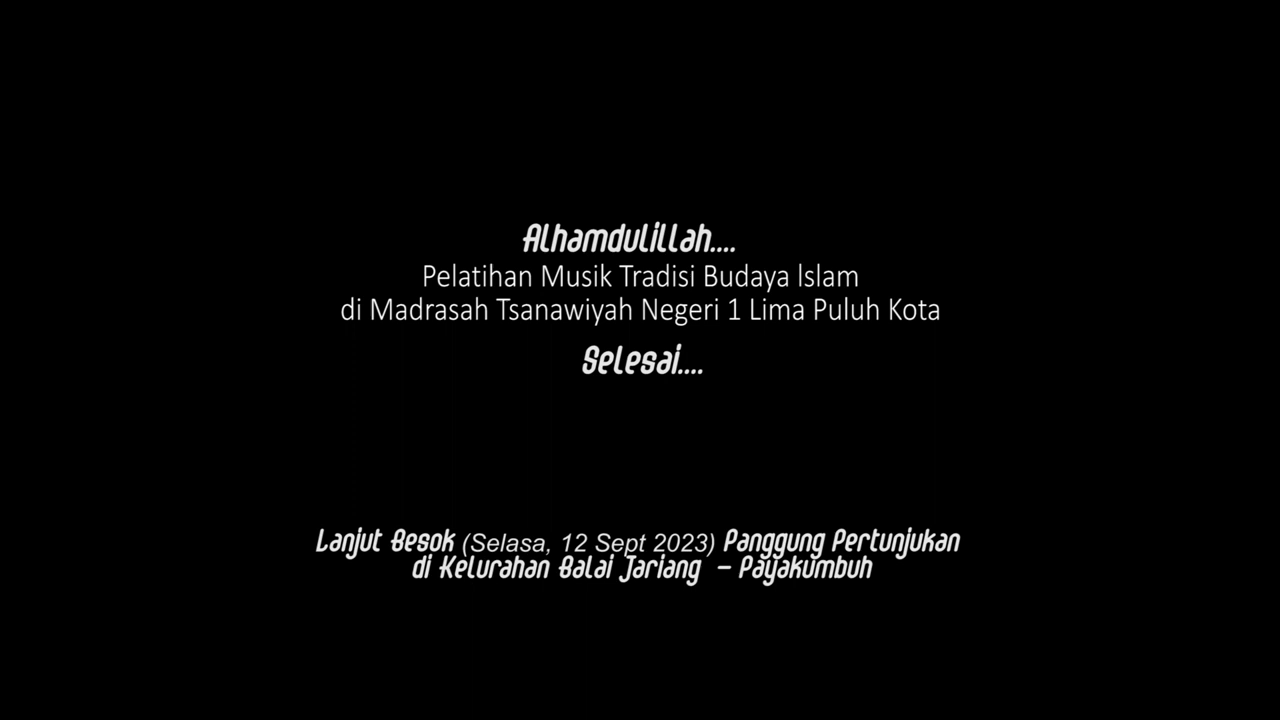 Alhamdulillah....
Pelatihan Musik Tradisi Budaya Islam
di Madrasah Tsanawiyah Negeri 1 Lima Puluh Kota
Selesai....
Lanjut Besok (Selasa, 12 Sept 2023) Panggung Pertunjukan
di Kelurahan Balai Jariang – Payakumbuh